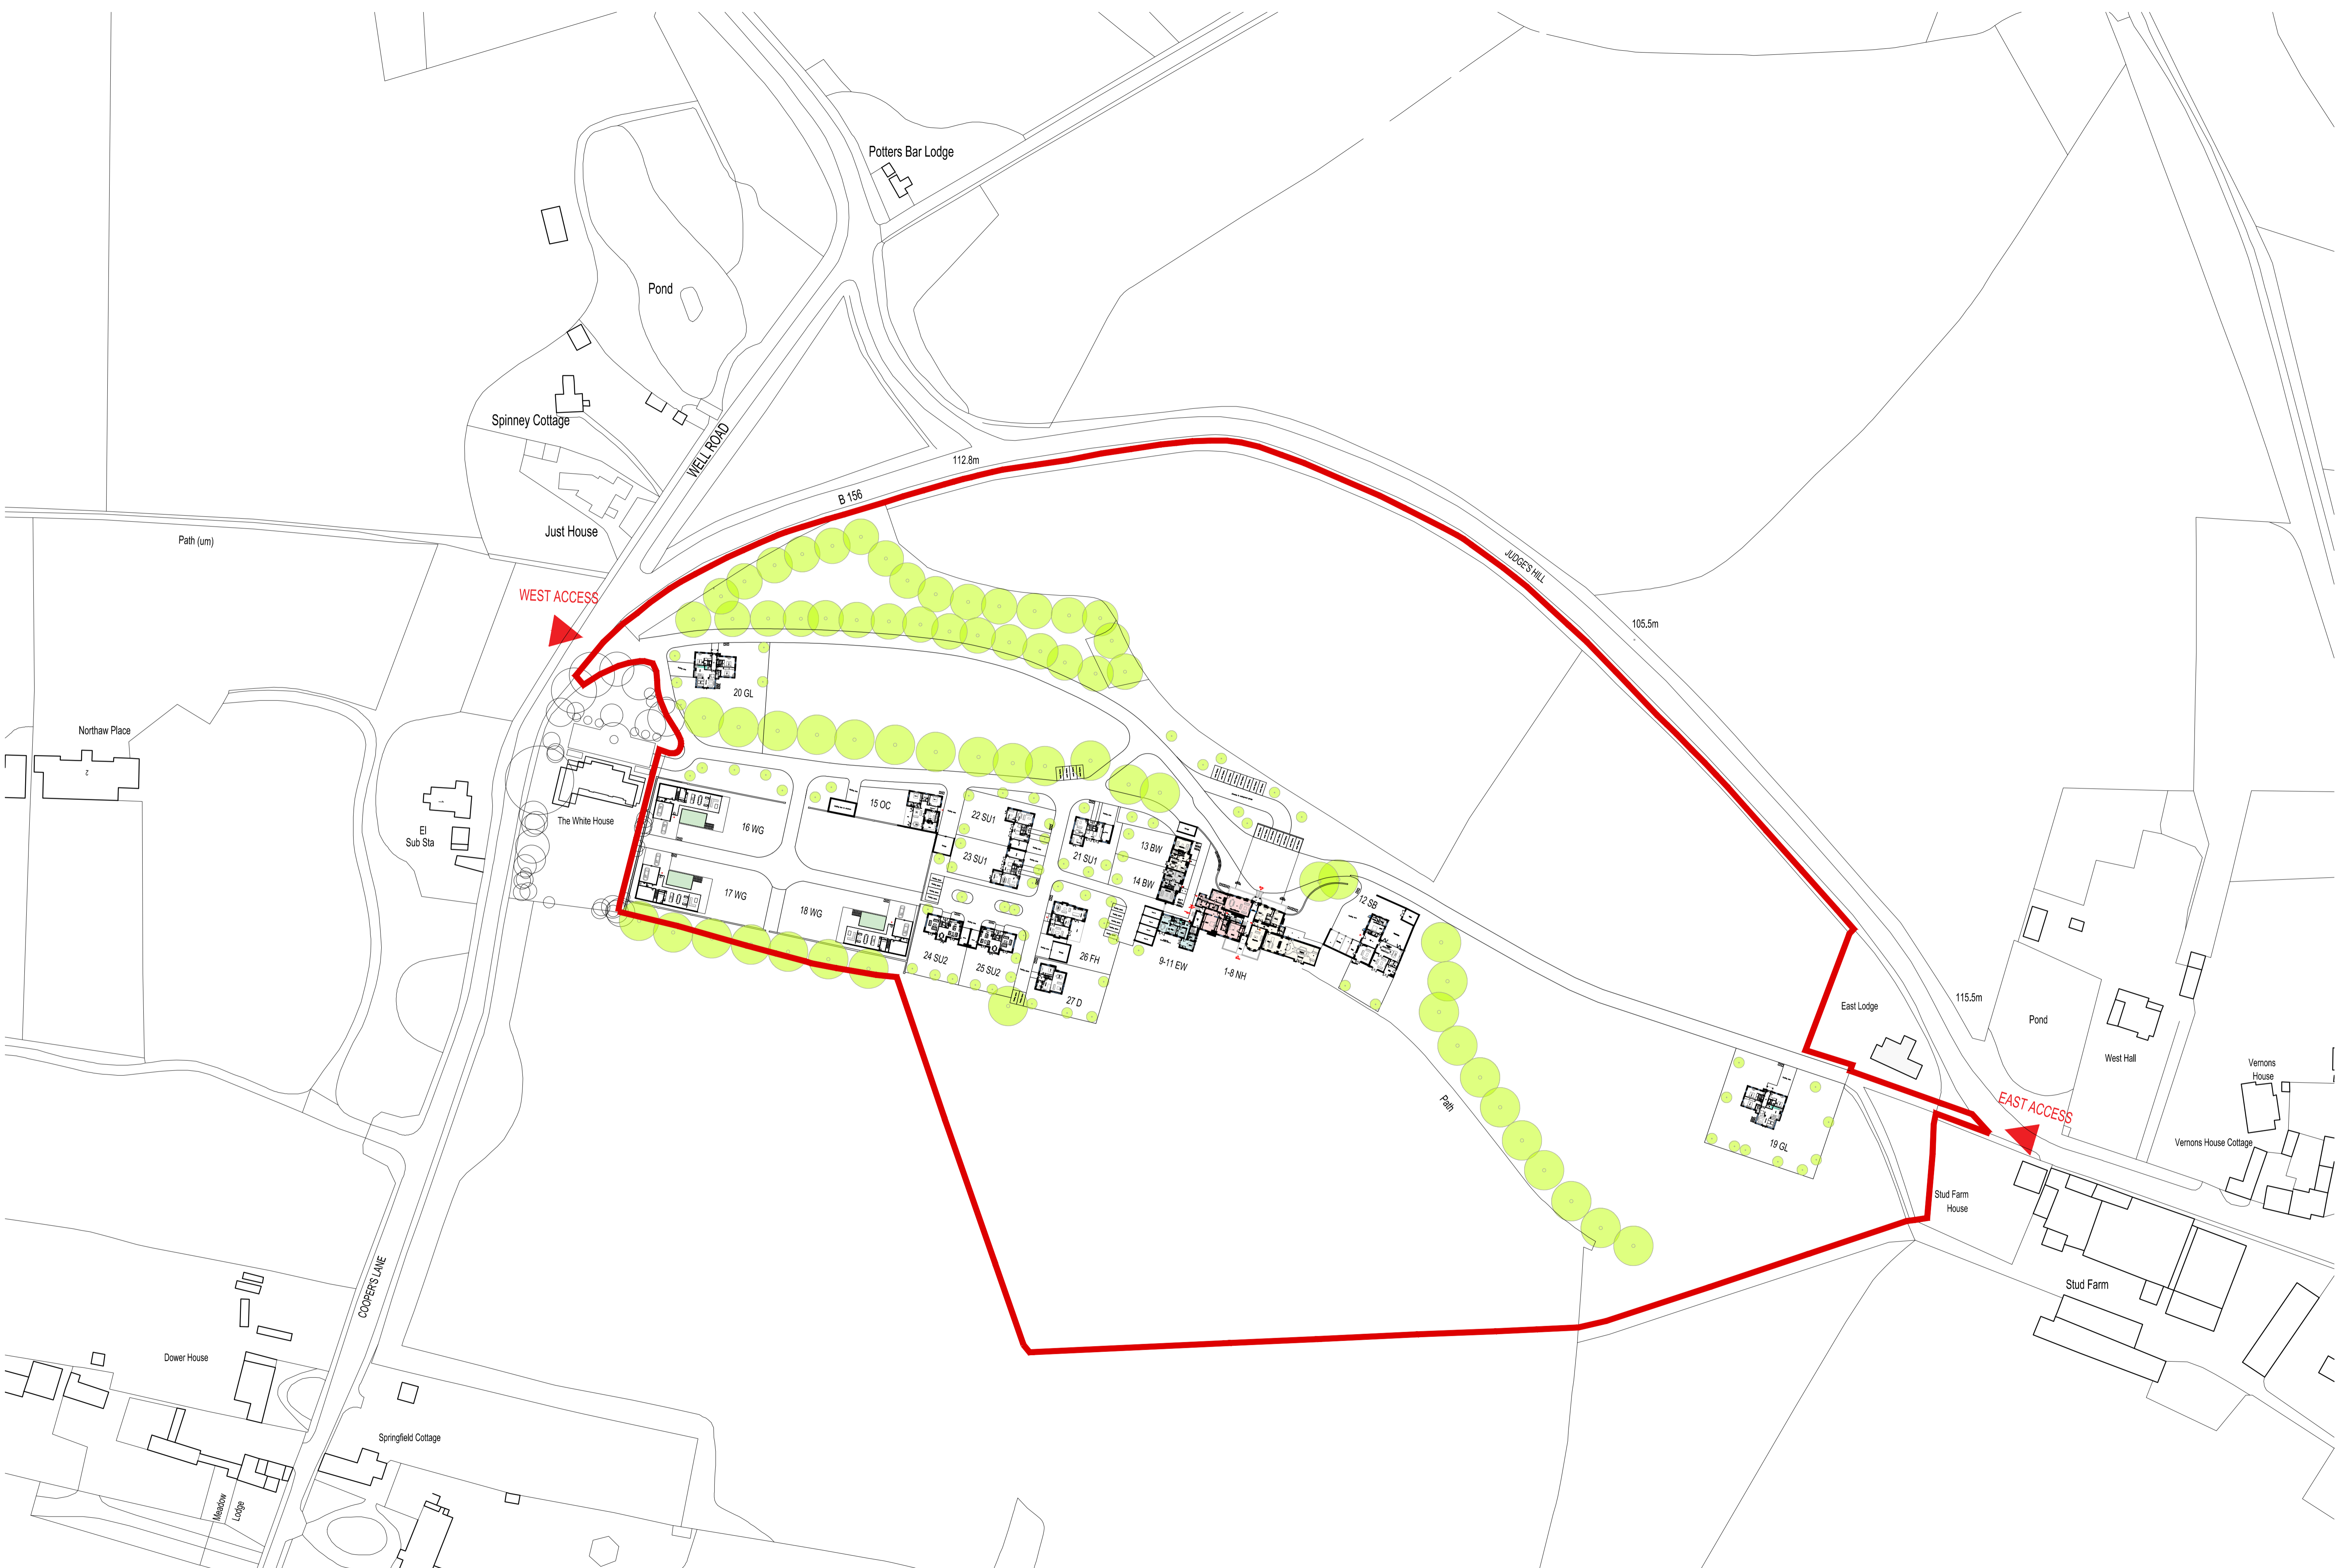 Potters Bar Lodge
Pond
Spinney Cottage
WELL ROAD
112.8m
B 156
Just House
Path (um)
JUDGE'S HILL
WEST ACCESS
105.5m
20 GL
Northaw Place
2
El
Sub Sta
The White House
16 WG
15 OC
22 SU1
23 SU1
21 SU1
13 BW
14 BW
17 WG
18 WG
12 SB
24 SU2
25 SU2
26 FH
27 D
9-11 EW
1-8 NH
East Lodge
115.5m
Pond
West Hall
Vernons
House
Path
EAST ACCESS
19 GL
Vernons House Cottage
Stud Farm
House
Stud Farm
COOPER'S LANE
Dower House
Springfield Cottage
Meadow
Lodge